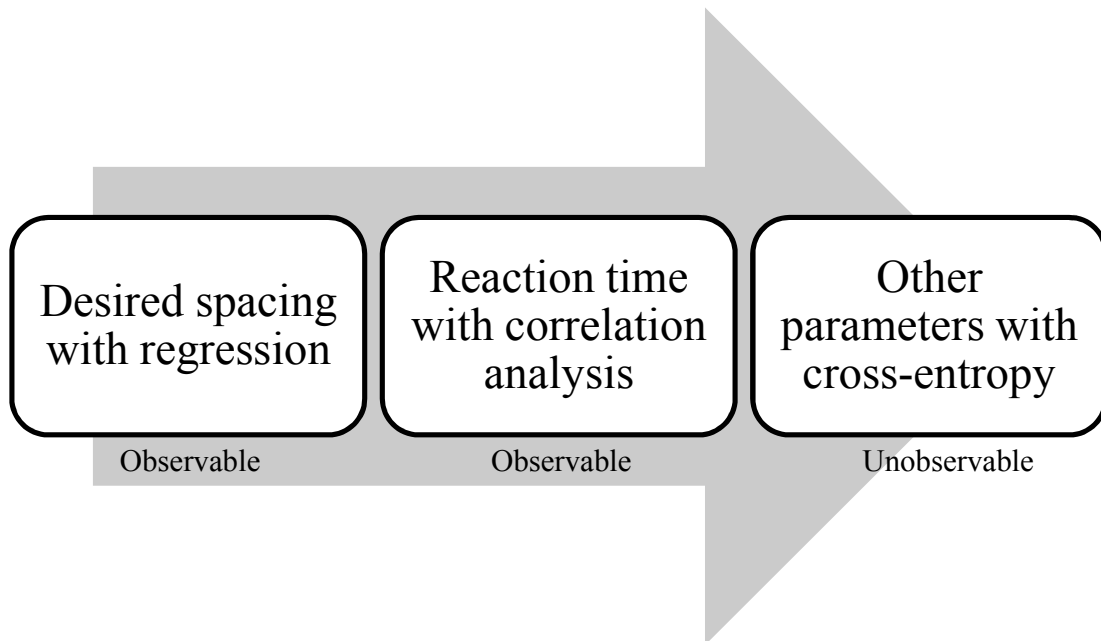 Desired spacing
with regression
Observable
Reaction time
with correlation
analysis
Observable
Other
parameters with
cross-entropy
Unobservable